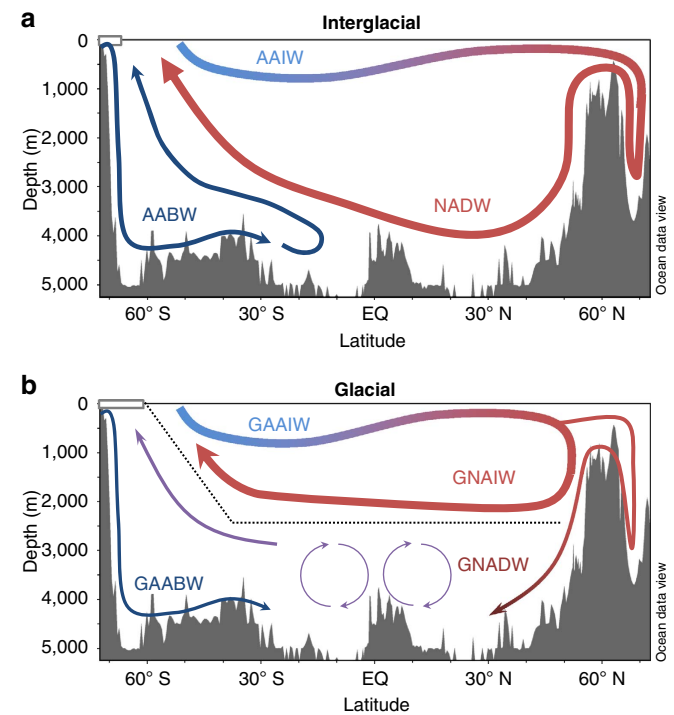 a
Interglacial
0
1,000
2,000
3,000
4,000
5,000
Depth (m)
AAIW
NADW
AABW
60° S
30° S
EQ
30° N
60° N
Latitude
Ocean data view
b
Glacial
0
1,000
2,000
3,000
4,000
5,000
Depth (m)
GAAIW
GNAIW
GNADW
GAABW
60° S
30° S
EQ
30° N
60° N
Latitude
Ocean data view